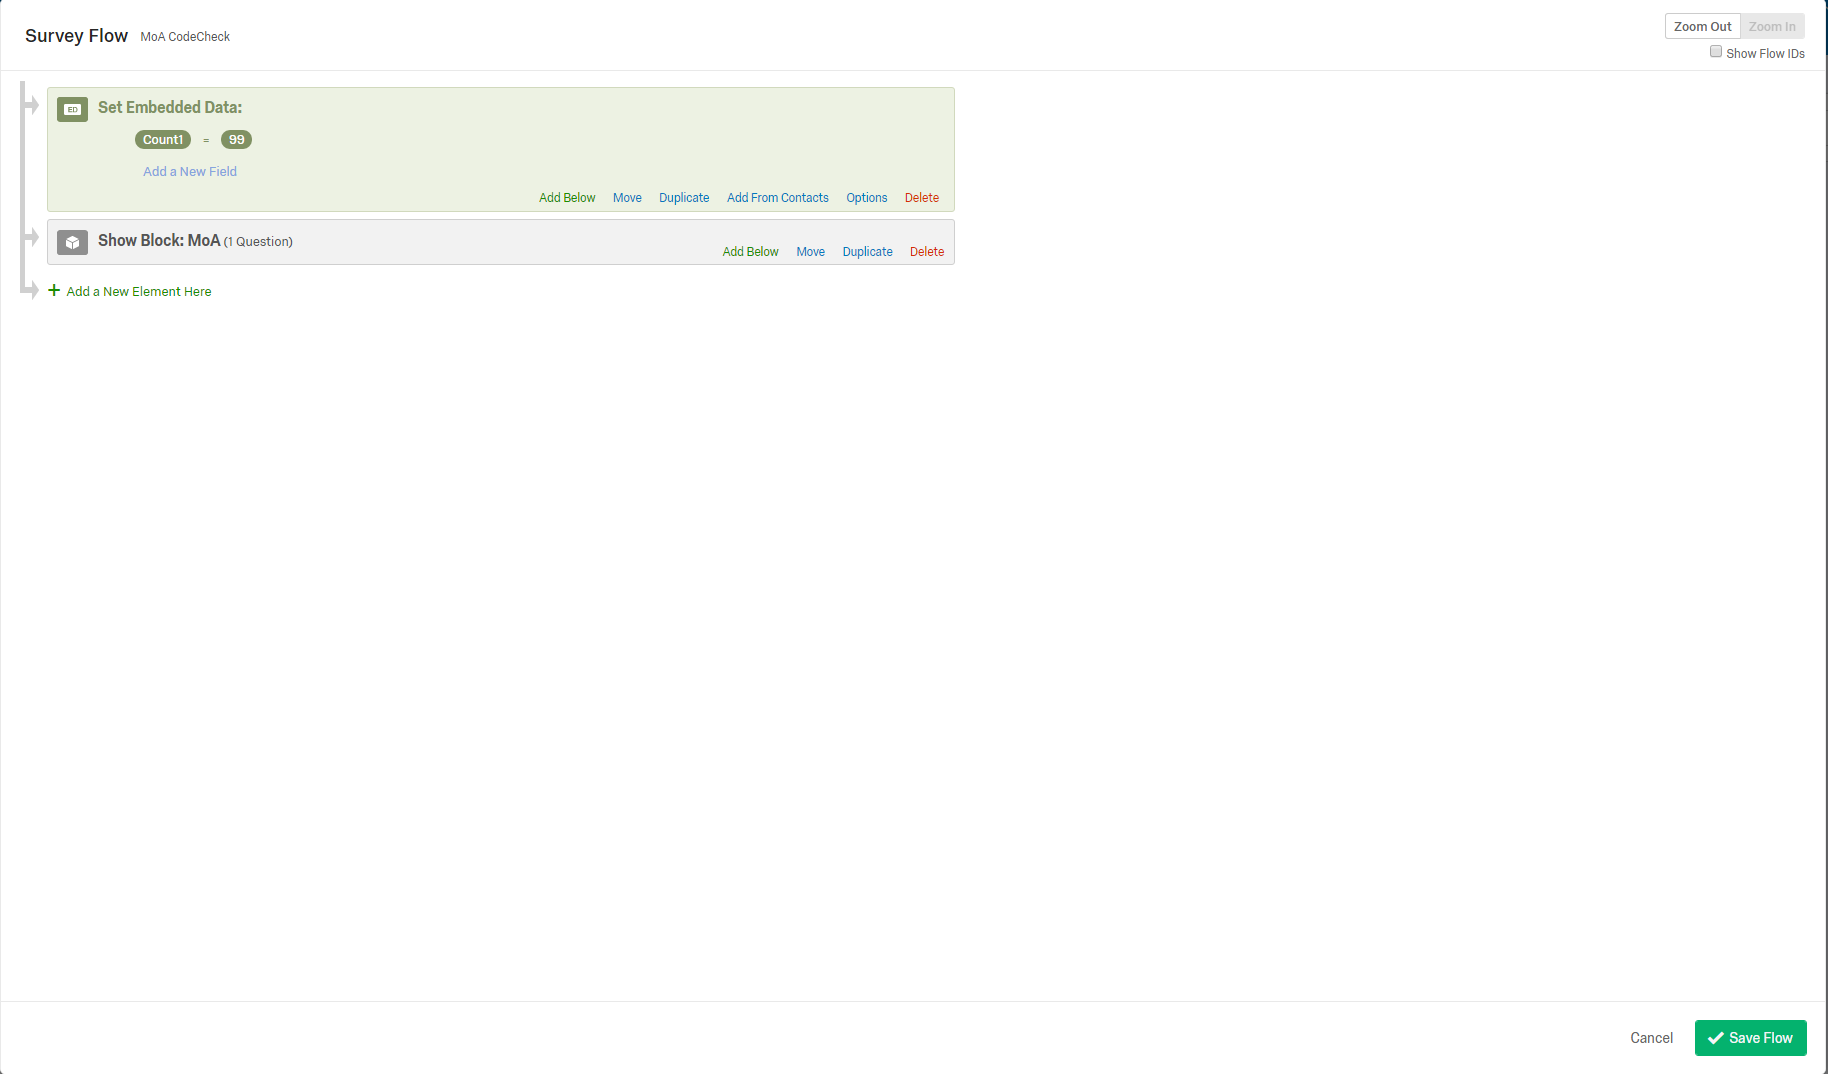 Survey Flow MoA CodeCheck
Zoom Out Zoom In
Show Flow IDs
ED Set Embedded Data:
Count1 = 99
Add a New Field
Add Below Move Duplicate Add From Contacts Options Delete
Show Block: MoA (1 Question)
Add Below Move Duplicate Delete
+ Add a New Element Here
Cancel Save Flow